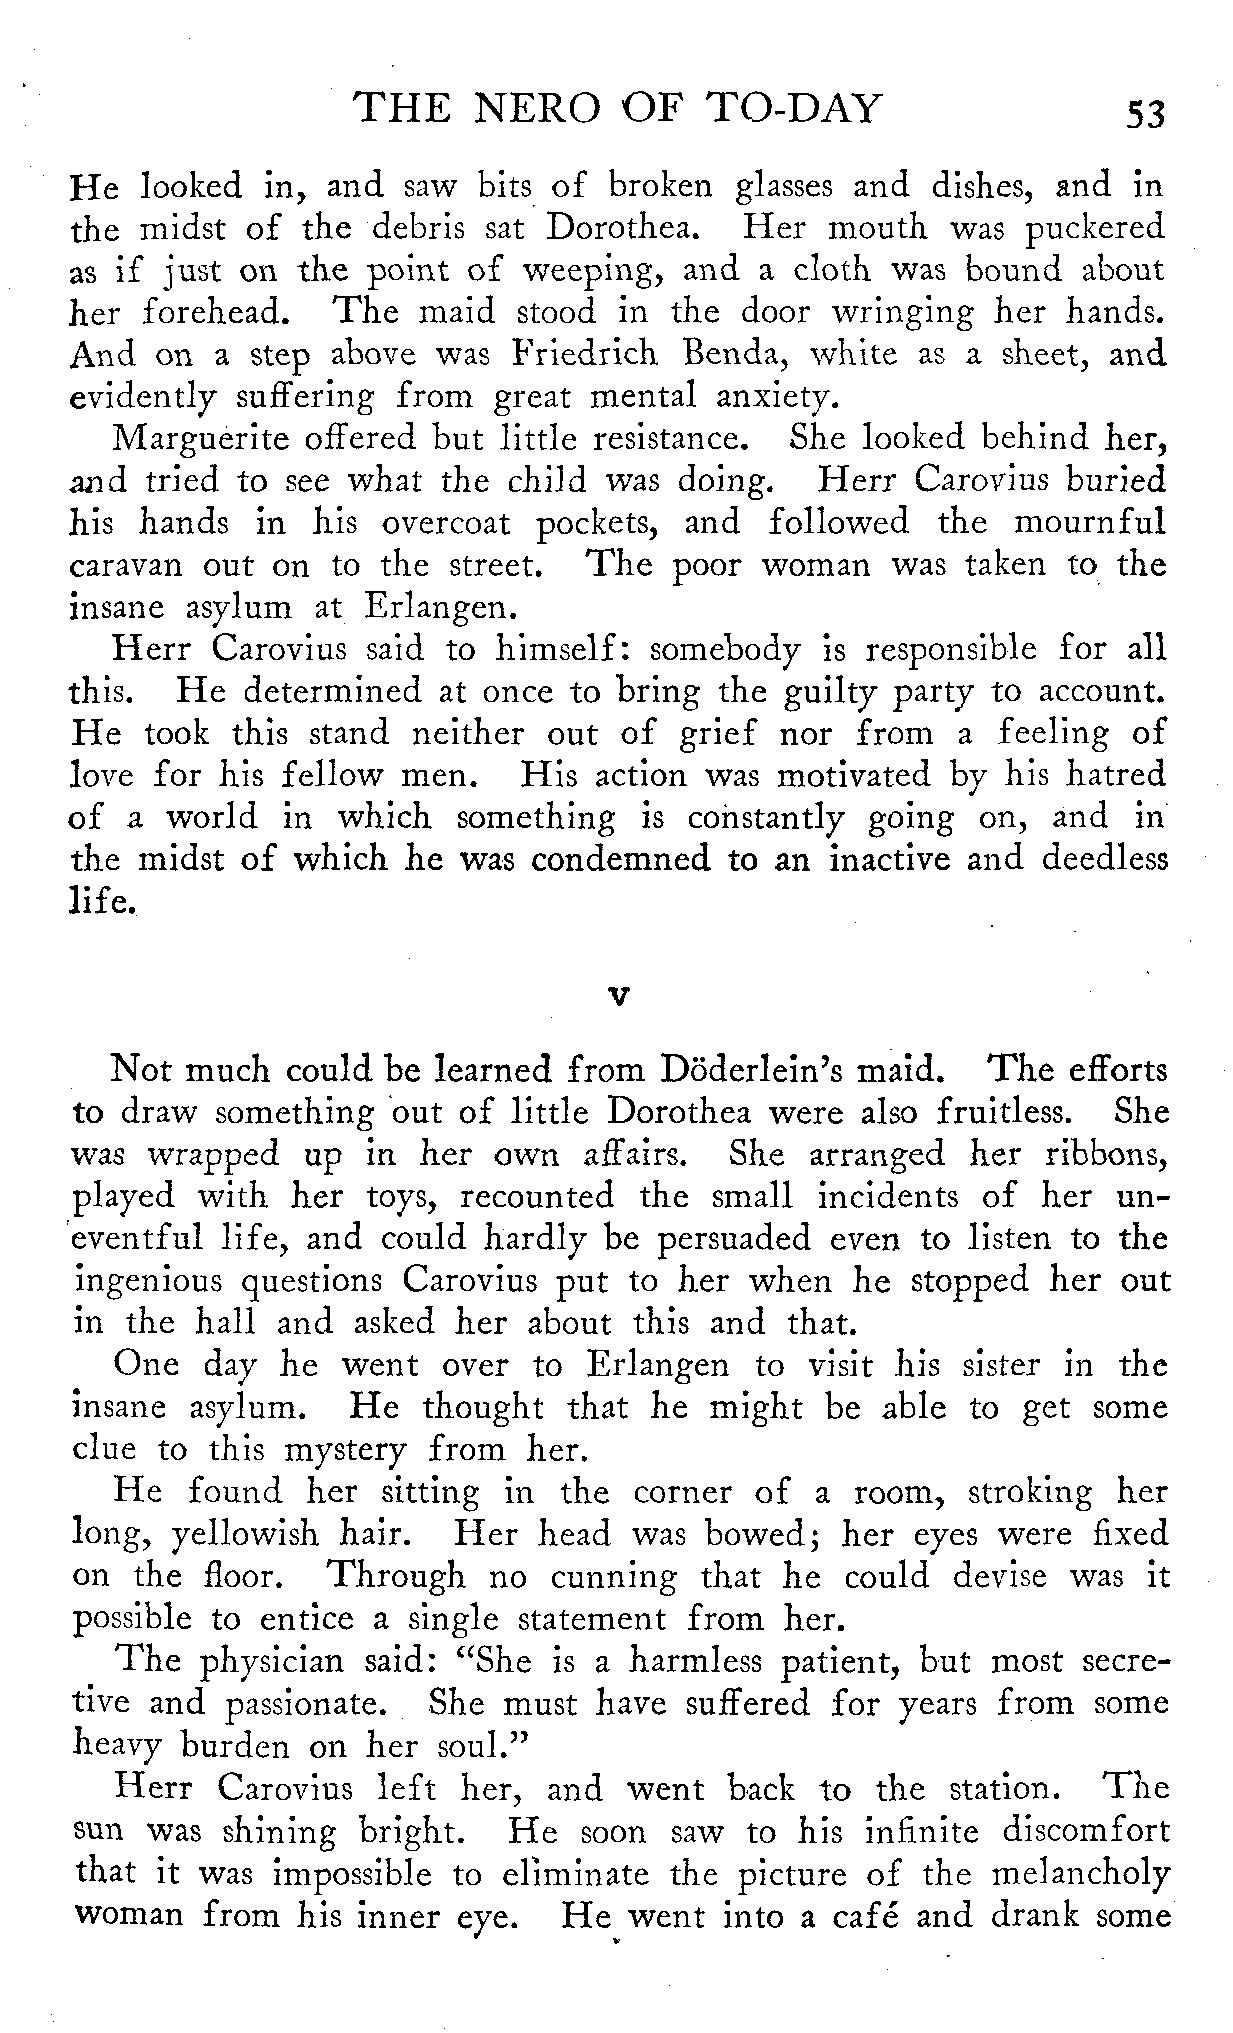 THE NERO OF TO-DAY 53
He looked in, and saw bits of broken glasses and dishes, and in
the midst of the debris sat Dorothea. Her mouth was puckered
as if just on the point of weeping, and a cloth was bound about
her forehead. The maid stood in the door wringing her hands.
And on a step above was Friedrich Benda, white as a sheet, and
evidently suffering from great mental anxiety.
Marguerite offered but little resistance. She looked behind her,
and tried to see what the child was doing. Herr Carovius buried
his hands in his overcoat pockets, and followed the mournful
caravan out on to the street. The poor woman was taken to the
insane asylum at Erlangen.
Herr Carovius said to himself: somebody is responsible for all
this. He determined at once to bring the guilty party to account.
He took this stand neither out of grief nor from a feeling of
love for his fellow men. His action was motivated by his hatred
of a world in which something is constantly going on, and in
the midst of which he was condemned to an inactive and deedless
life.
V
Not much could be learned from Döderlein's maid. The efforts
to draw something out of little Dorothea were also fruitless. She
was wrapped up in her own affairs. She arranged her ribbons,
played with her toys, recounted the small incidents of her un-
eventful life, and could hardly be persuaded even to listen to the
ingenious questions Carovius put to her when he stopped her out
in the hall and asked her about this and that.
One day he went over to Erlangen to visit his sister in the
insane asylum. He thought that he might be able to get some
clue to this mystery from her.
He found her sitting in the corner of a room, stroking her
long, yellowish hair. Her head was bowed; her eyes were fixed
on the floor. Through no cunning that he could devise was it
possible to entice a single statement from her.
The physician said: "She is a harmless patient, but most secre-
tive and passionate. She must have suffered for years from some
heavy burden on her soul."
Herr Carovius left her, and went back to the station. The
sun was shining bright. He soon saw to his infinite discomfort
that it was impossible to eliminate the picture of the melancholy
woman from his inner eye. He went into a café and drank some